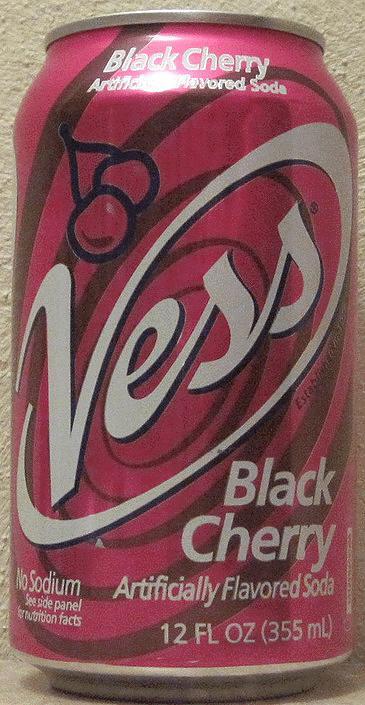 Black Cherry
Artificially Flavored Soda
Vess®
Black
Cherry
Artificially Flavored Soda
No Sodium
See side panel
for nutrition facts
12 FL OZ (355 mL)